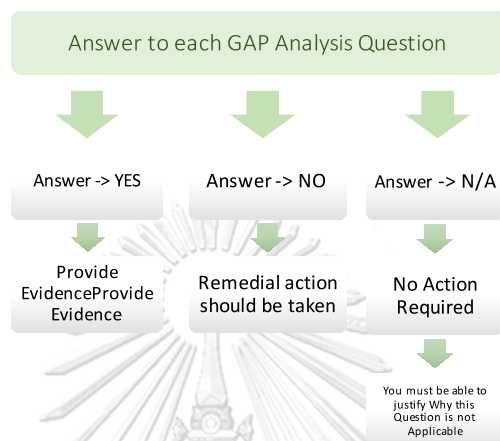 Answer to each GAP Analysis Question
Answer -> YES
Answer -> NO
Answer -> N/A
Provide
EvidenceProvide
Evidence
Remedial action
should be taken
No Action
Required
You must be able to
justify Why this
Question is not
Applicable